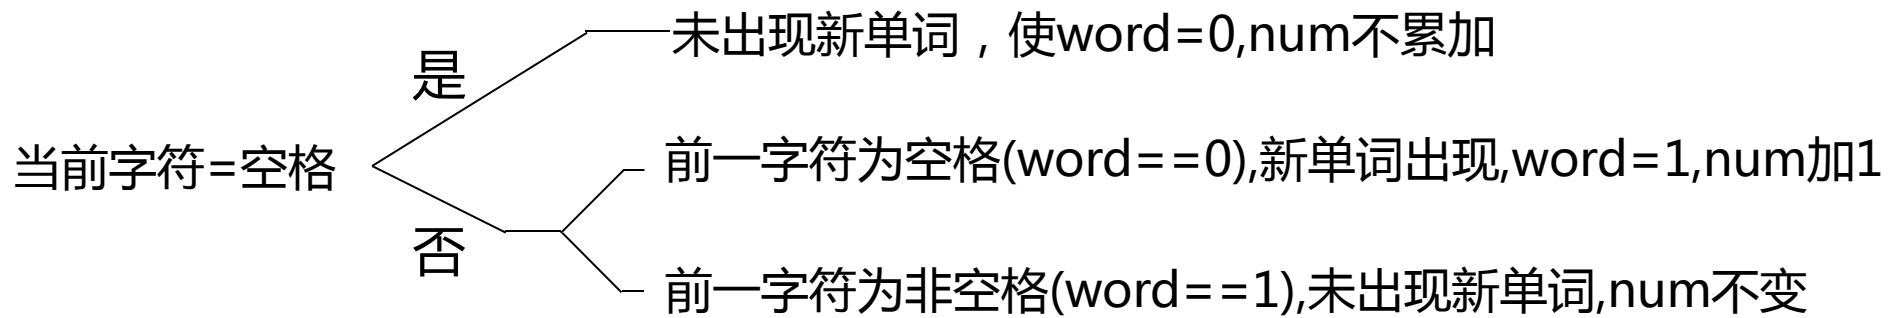 是
未出现新单词，使word=0,num不累加
当前字符=空格
否
前一字符为空格(word==0),新单词出现,word=1,num加1
前一字符为非空格(word==1),未出现新单词,num不变